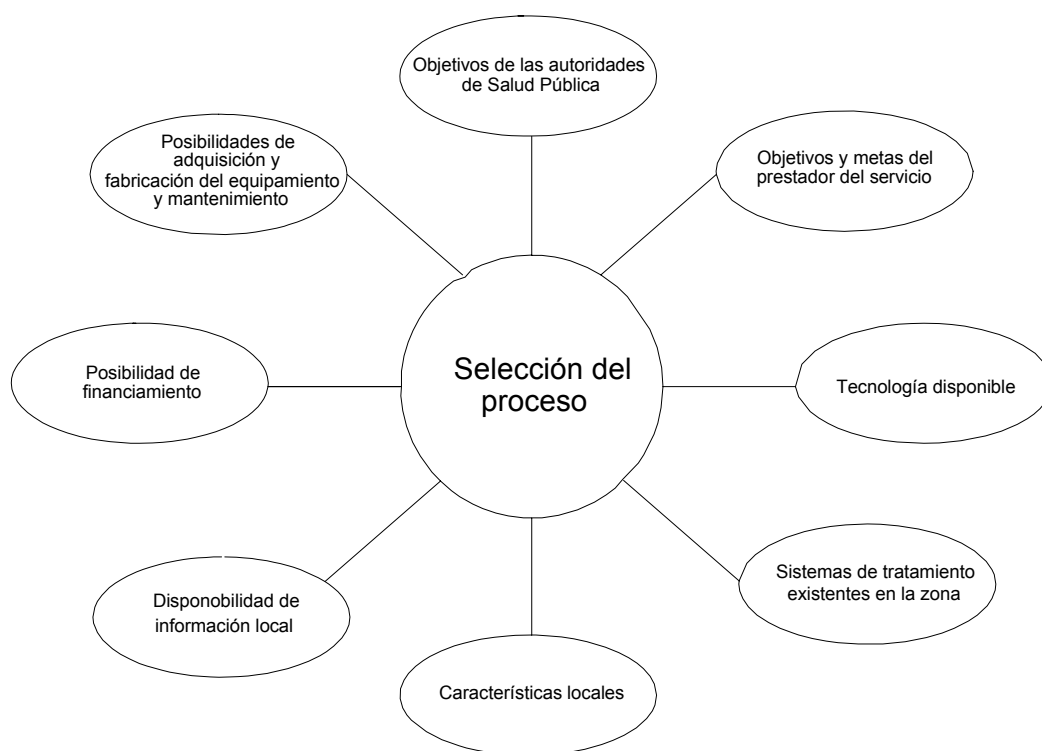 Objetivos de las autoridades
de Salud Pública
Posibilidades de
adquisición y
fabricación del equipamiento
y mantenimiento
Objetivos y metas del
prestador del servicio
Selección del
proceso
Posibilidad de
financiamiento
Tecnología disponible
Disponobilidad de
información local
Sistemas de tratamiento
existentes en la zona
Características locales